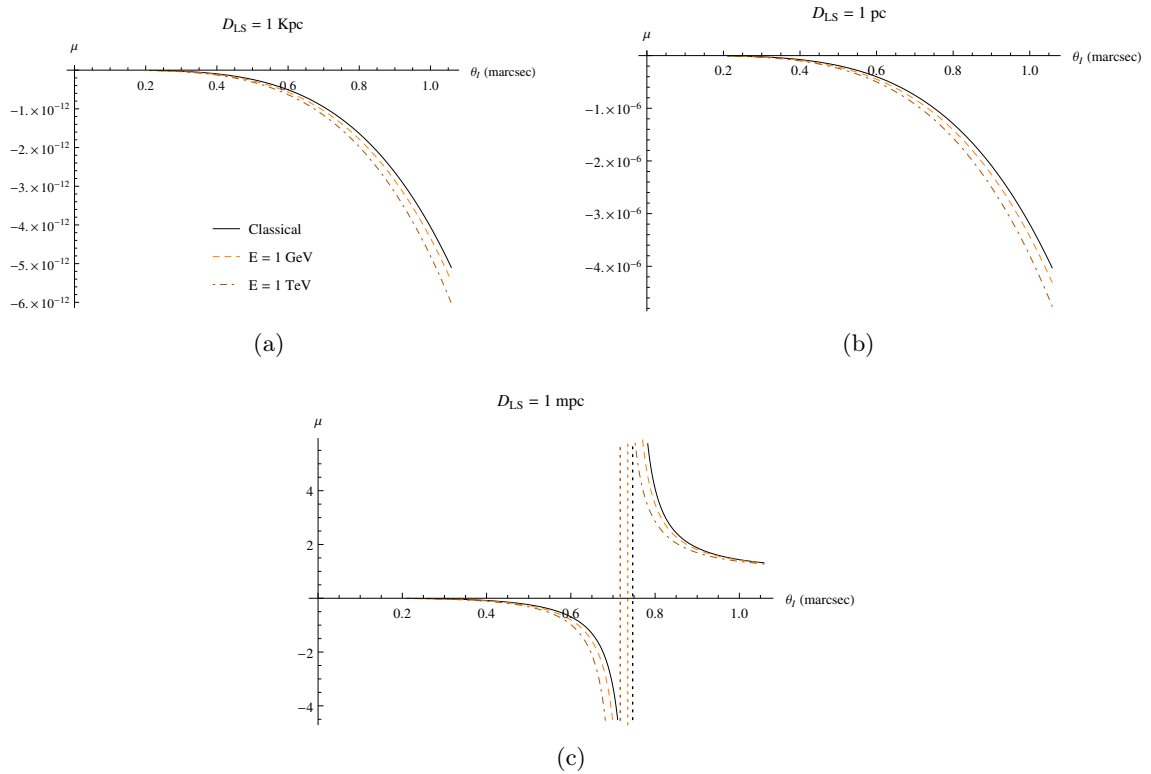 D_LS = 1 Kpc
μ
θ_I (marcsec)
0.2 0.4 0.6 0.8 1.0
-1.×10^-12
-2.×10^-12
-3.×10^-12
-4.×10^-12
-5.×10^-12
-6.×10^-12
Classical
E = 1 GeV
E = 1 TeV
(a)
D_LS = 1 pc
μ
θ_I (marcsec)
0.2 0.4 0.6 0.8 1.0
-1.×10^-6
-2.×10^-6
-3.×10^-6
-4.×10^-6
(b)
D_LS = 1 mpc
μ
4
2
θ_I (marcsec)
0.2 0.4 0.6 0.8 1.0
-2
-4
(c)